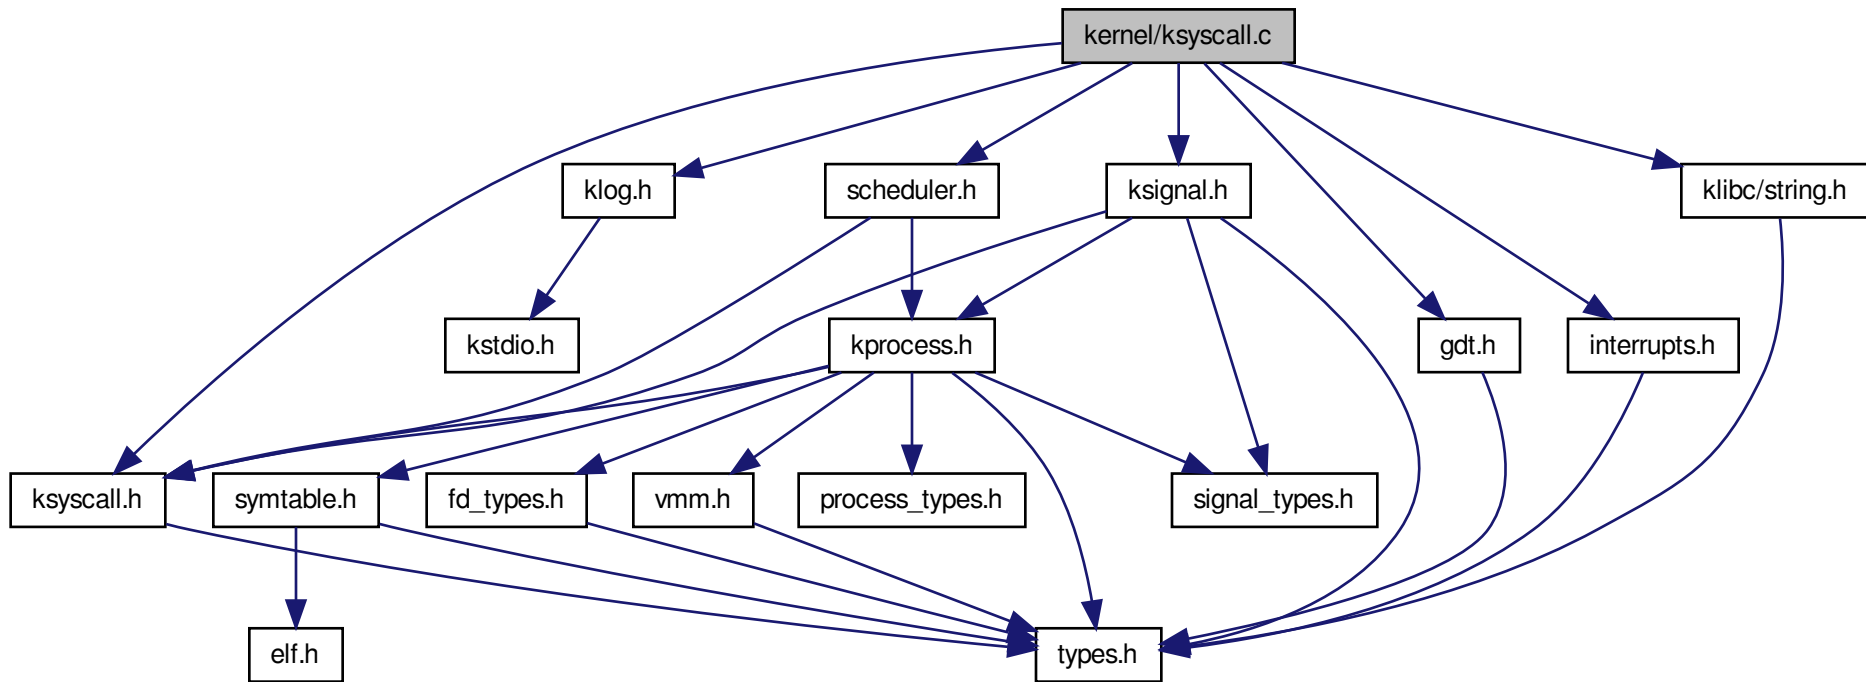 kernel/ksyscall.c
klog.h
scheduler.h
ksignal.h
klibc/string.h
kstdio.h
kprocess.h
gdt.h
interrupts.h
ksyscall.h
symtable.h
fd_types.h
vmm.h
process_types.h
signal_types.h
elf.h
types.h